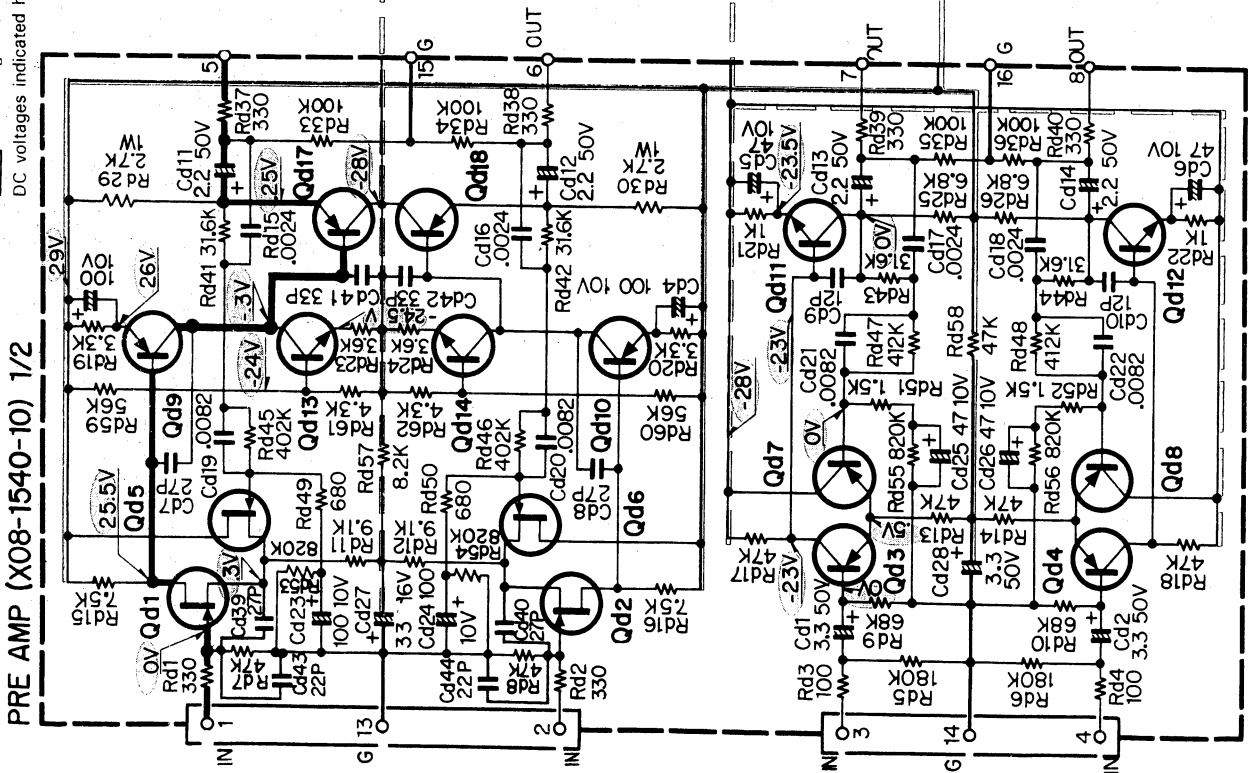 DC voltages indicated h
PRE AMP (X08-1540-10) 1/2
29V
Rd29
2.7K
1W
Cd11
2.2 50V
5
Rd37
330
Rd33
100K
15
G
Rd34
100K
Rd38
330
6
OUT
Cd12
2.2 50V
Rd30
2.7K
1W
Qd17
Qd18
-25V
-28V
Rd41 31.6K
Rd15
.0024
Cd16
.0024
Rd42 31.6K
100
10V
26V
Rd19
3.3K
Qd9
-3V
-24V
Cd41 33P
Cd42 33P
-24.5
V
Rd23
3.6K
Rd24
3.6K
Cd4 100 10V
Rd20
3.3K
Rd59
56K
Qd13
Rd61
4.3K
Rd62
4.3K
Qd14
Qd10
Rd60
56K
Cd7
27P
Cd19 .0082
Rd45
402K
Rd57
8.2K
Rd46
402K
Cd20
.0082
Cd8
27P
25.5V
Qd5
Rd49
680
Rd50
680
Qd6
Rd15
7.5K
Qd1
3V
Rd11
9.1K
Rd12
9.1K
820K
Rd54
820K
Cd39
27P
Cd23
100 10V
Cd27
33 16V
Cd24 100
10V
Cd40
27P
Qd2
Rd16
7.5K
0V
Rd1
330
Rd7
47K
Cd43
22P
Cd44
22P
Rd8
47K
Rd2
330
IN
1
G
13
IN
2
7
OUT
16
G
8
OUT
Rd39
330
Rd35
100K
Rd36
100K
Rd40
330
Cd5
47
10V
-23.5V
Cd13
2.2 50V
Rd25
6.8K
Rd26
6.8K
Cd14
2.2 50V
Cd6
47 10V
Rd21
1K
Rd22
1K
Qd11
0V
Cd17
.0024
Cd18
.0024
Qd12
Cd9
12P
Rd43
31.6K
Rd44
31.6K
Cd10
12P
-28V
-23V
Cd21
.0082
Rd47
412K
Rd58
47K
Rd48
412K
Cd22
.0082
0V
Rd51
1.5K
Rd52
1.5K
Qd7
Rd55 820K
Cd25 47 10V
Cd26 47 10V
Rd56 820K
Qd8
Rd17
47K
-23V
Qd3
.5V
Rd13
47K
Rd14
47K
Cd28
3.3
50V
Qd4
Rd18
47K
Cd1
3.3 50V
0V
Rd9
68K
Rd10
68K
Cd2
3.3 50V
Rd3
100
Rd5
180K
Rd6
180K
Rd4
100
IN
3
G
14
IN
4